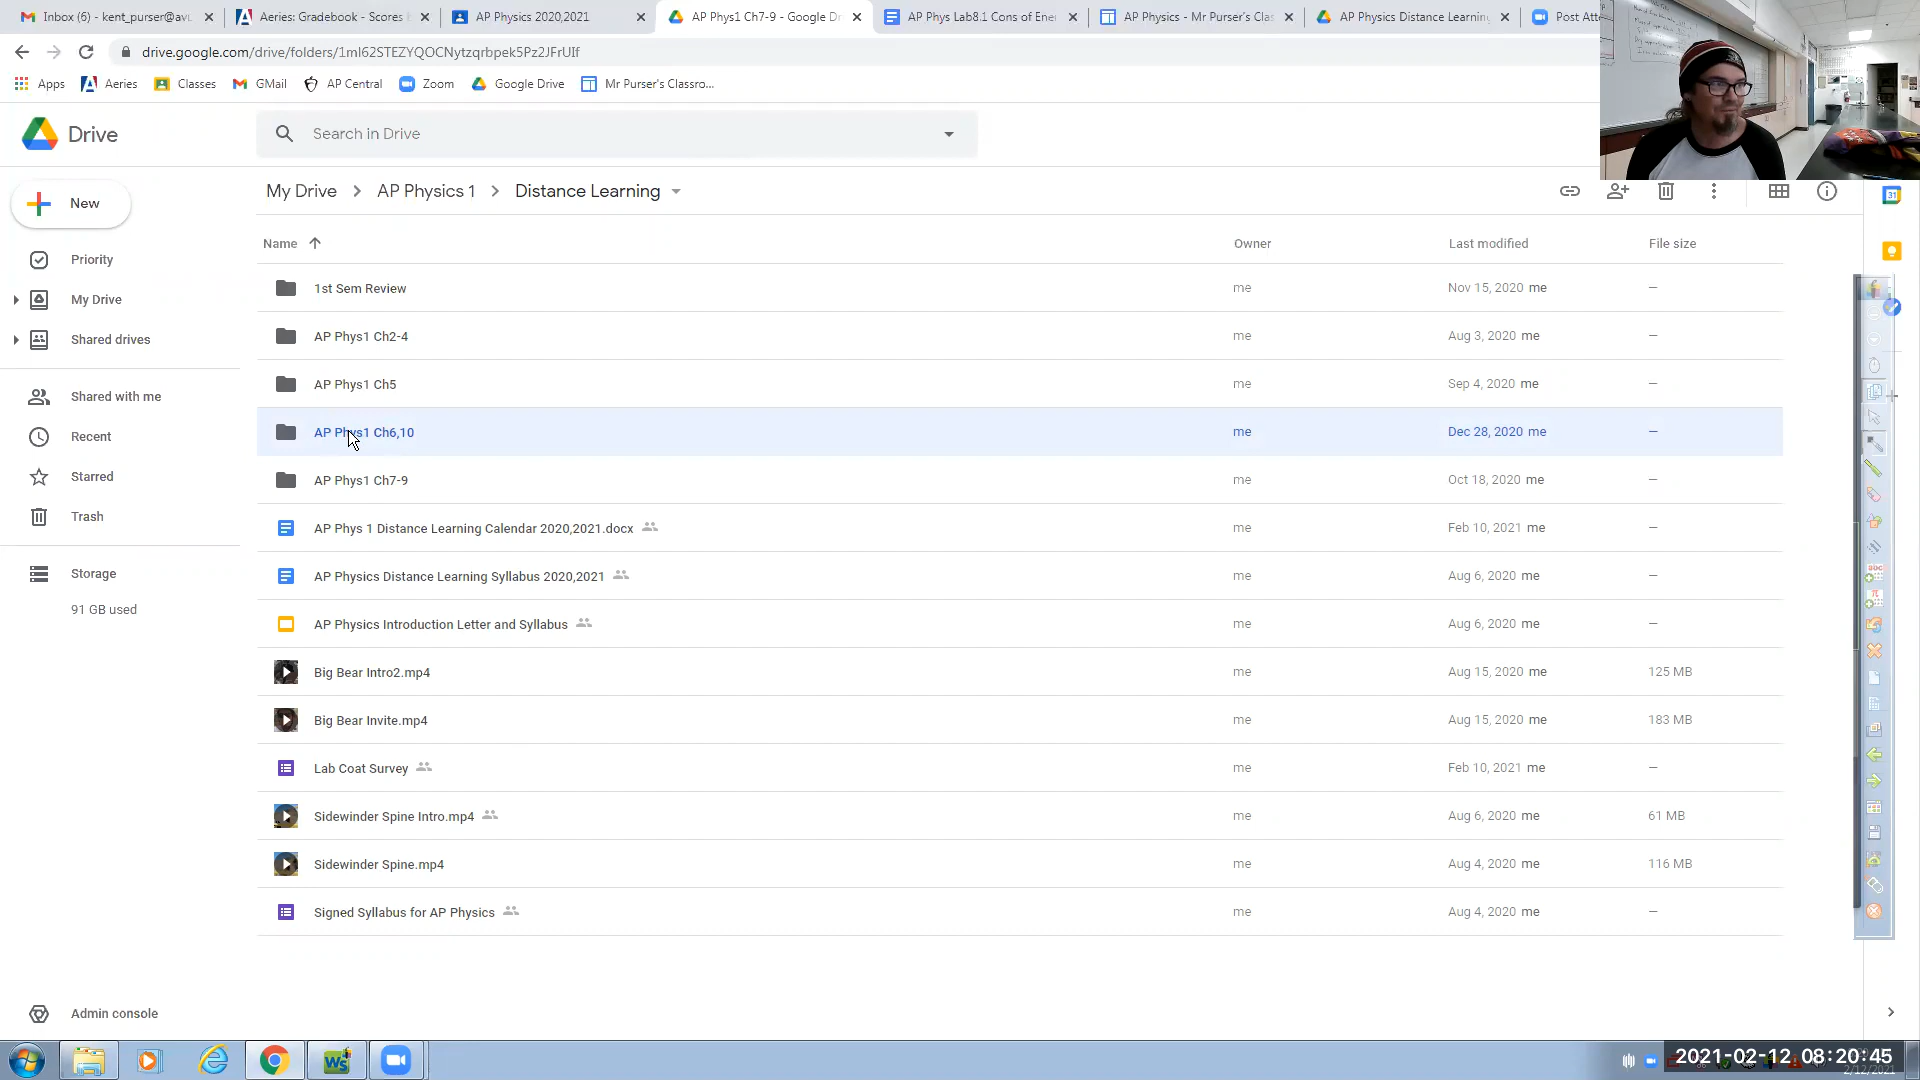 Inbox (6) - kent_purser@avu
Aeries: Gradebook - Scores
AP Physics 2020,2021
AP Phys1 Ch7-9 - Google Dr
AP Phys Lab8.1 Cons of Ene
AP Physics - Mr Purser's Clas
AP Physics Distance Learning
Post Atte
drive.google.com/drive/folders/1ml62STEZYQOCNytzqrbpek5Pz2JFrUIf
Apps
Aeries
Classes
GMail
AP Central
Zoom
Google Drive
Mr Purser's Classro...
Drive
Search in Drive
New
My Drive > AP Physics 1 > Distance Learning
Name
Owner
Last modified
File size
Priority
My Drive
Shared drives
Shared with me
Recent
Starred
Trash
Storage
91 GB used
Admin console
1st Sem Review me Nov 15, 2020 me –
AP Phys1 Ch2-4 me Aug 3, 2020 me –
AP Phys1 Ch5 me Sep 4, 2020 me –
AP Phys1 Ch6,10 me Dec 28, 2020 me –
AP Phys1 Ch7-9 me Oct 18, 2020 me –
AP Phys 1 Distance Learning Calendar 2020,2021.docx me Feb 10, 2021 me –
AP Physics Distance Learning Syllabus 2020,2021 me Aug 6, 2020 me –
AP Physics Introduction Letter and Syllabus me Aug 6, 2020 me –
Big Bear Intro2.mp4 me Aug 15, 2020 me 125 MB
Big Bear Invite.mp4 me Aug 15, 2020 me 183 MB
Lab Coat Survey me Feb 10, 2021 me –
Sidewinder Spine Intro.mp4 me Aug 6, 2020 me 61 MB
Sidewinder Spine.mp4 me Aug 4, 2020 me 116 MB
Signed Syllabus for AP Physics me Aug 4, 2020 me –
31
WS
2021-02-12 08:20:45
2/12/2021